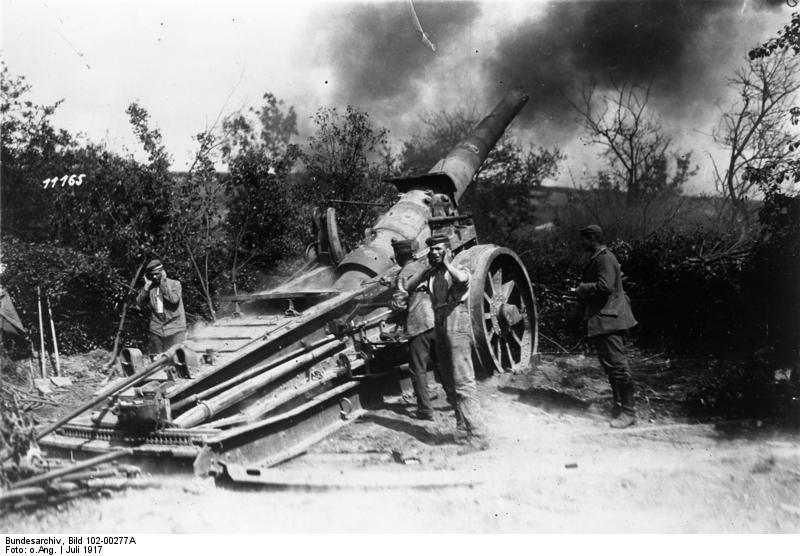 11165
Bundesarchiv, Bild 102-00277A
Foto: o.Ang. | Juli 1917